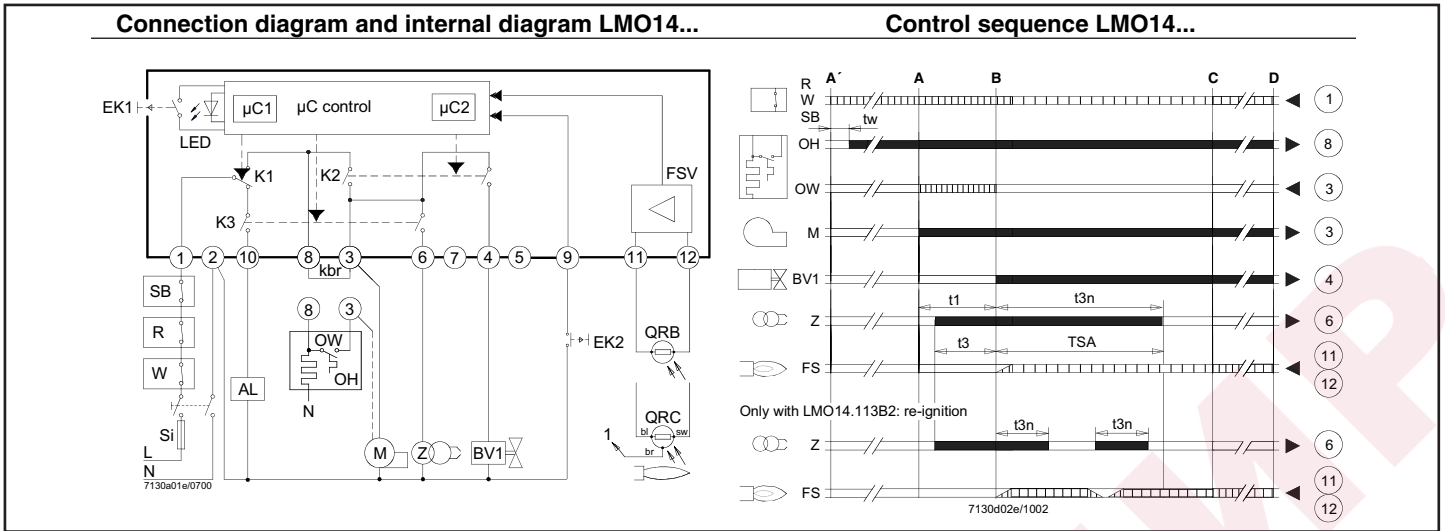 Connection diagram and internal diagram LMO14...
EK1
LED
µC1
µC control
µC2
K1
K2
K3
FSV
1 2 10 8 3 6 7 4 5 9 11 12
kbr
SB
R
W
Si
L
N
7130a01e/0700
8 3
OW
OH
N
AL
M
Z
BV1
EK2
QRB
QRC
bl sw
br
1
Control sequence LMO14...
A´ A B C D
R
W
SB
tw
1
OH
8
OW
3
M
3
BV1
4
t1 t3n
Z
6
t3 TSA
FS
11
12
Only with LMO14.113B2: re-ignition
t3n t3n
Z
6
FS
11
12
7130d02e/1002
ИР